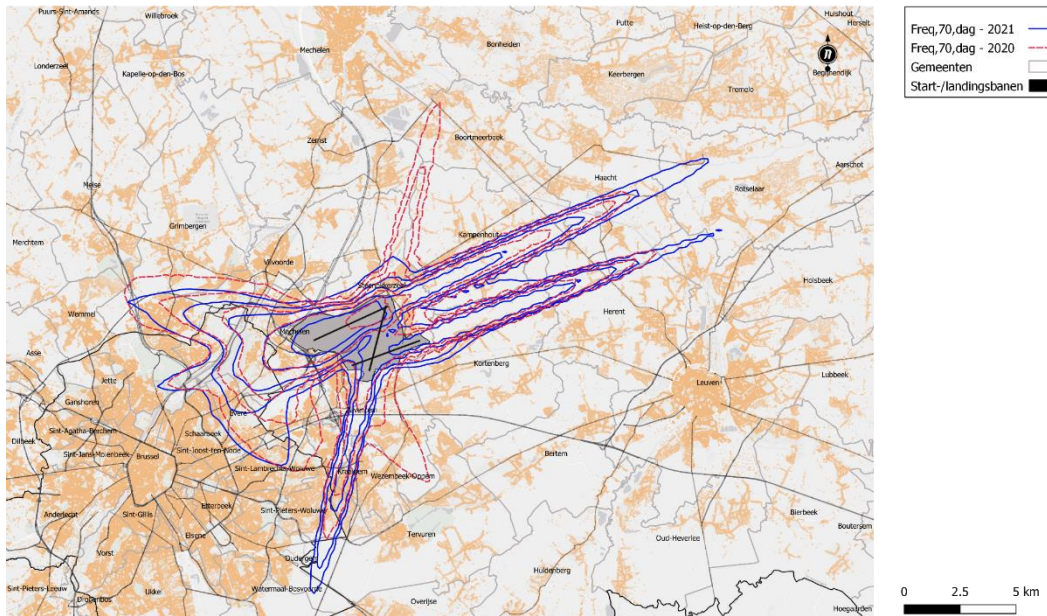 Puurs-Sint-Amands
Willebroek
Putte
Heist-op-den-Berg
Huishout
Herselt
Mechelen
Bonheiden
Londerzeel
Kapelle-op-den-Bos
Keerbergen
Begijnendijk
Tremelo
Zemst
Boortmeerbeek
Aarschot
Haacht
Meise
Rotselaar
Grimbergen
Kampenhout
Merchtem
Vilvoorde
Steenokkerzeel
Holsbeek
Wemmel
Herent
Machelen
Asse
Kortenberg
Jette
Leuven
Lubbeek
Ganshoren
Evere
Zaventem
Sint-Agatha-Berchem
Schaarbeek
Dilbeek
Sint-Jans-Molenbeek
Brussel
Sint-Joost-ten-Node
Bertem
Sint-Lambrechts-Woluwe
Kraainem
Wezembeek-Oppem
Anderlecht
Sint-Gillis
Etterbeek
Sint-Pieters-Woluwe
Bierbeek
Boutersem
Elsene
Tervuren
Oud-Heverlee
Vorst
Oudergem
Huldenberg
Sint-Pieters-Leeuw
Ukkel
Watermaal-Bosvoorde
Drogenbos
Overijse
Hoegaarden
n
Freq,70,dag - 2021
Freq,70,dag - 2020
Gemeenten
Start-/landingsbanen
0 2.5 5 km